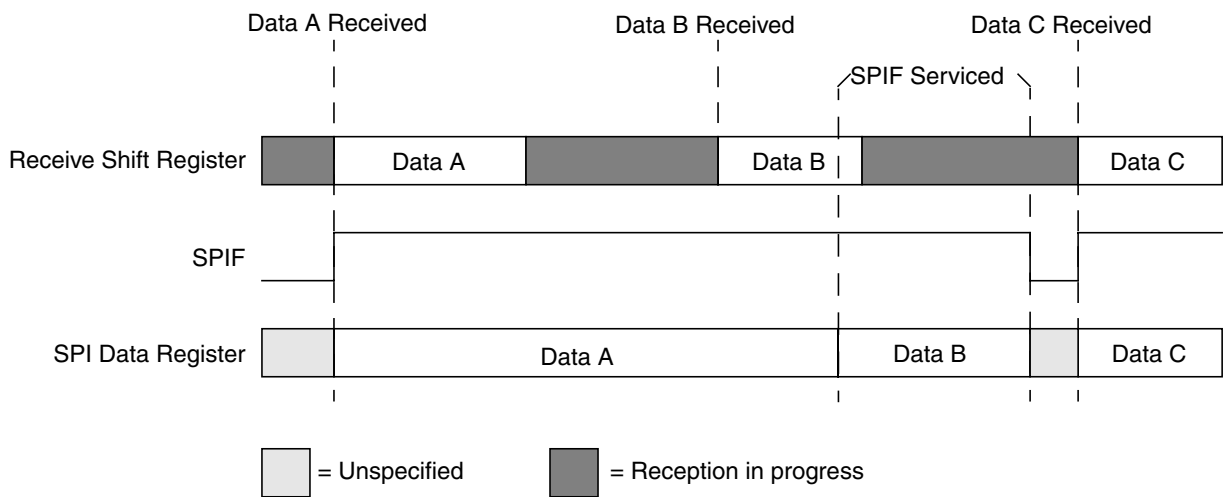 Data A Received
Data B Received
Data C Received
SPIF Serviced
Receive Shift Register
Data A
Data B
Data C
SPIF
SPI Data Register
Data A
Data B
Data C
= Unspecified
= Reception in progress